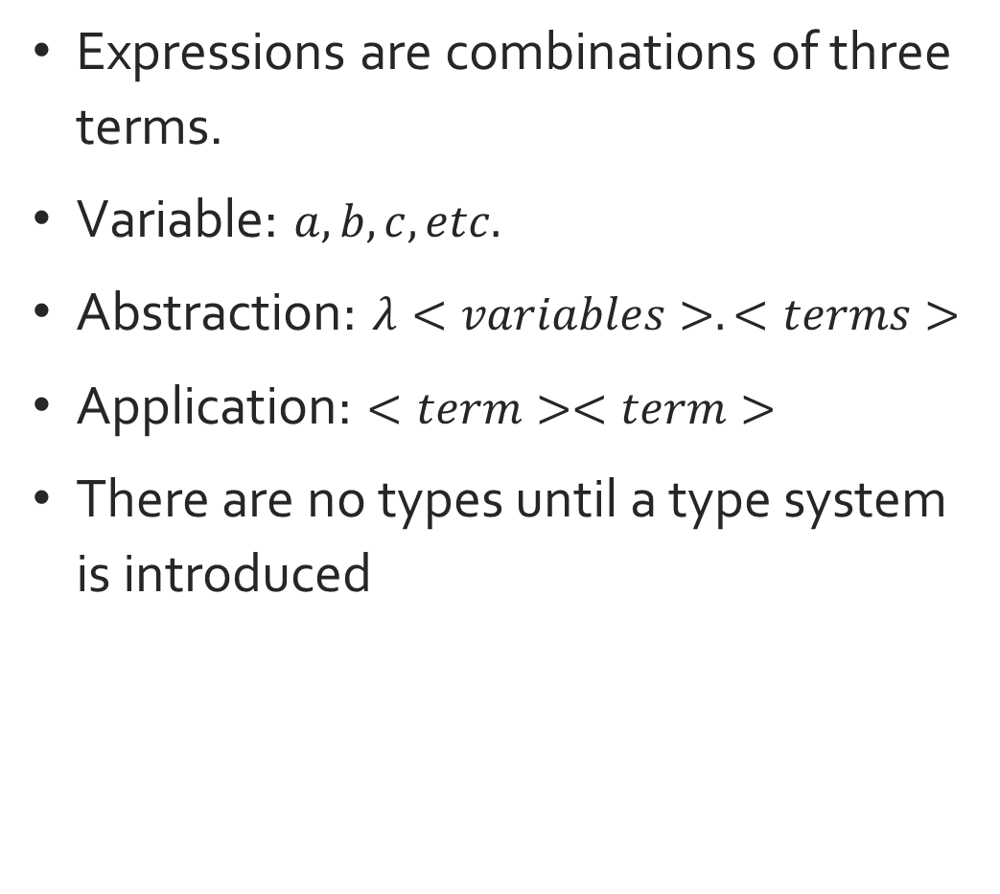 • Expressions are combinations of three
terms.
• Variable: a, b, c, etc.
• Abstraction: λ < variables >. < terms >
• Application: < term >< term >
• There are no types until a type system
is introduced